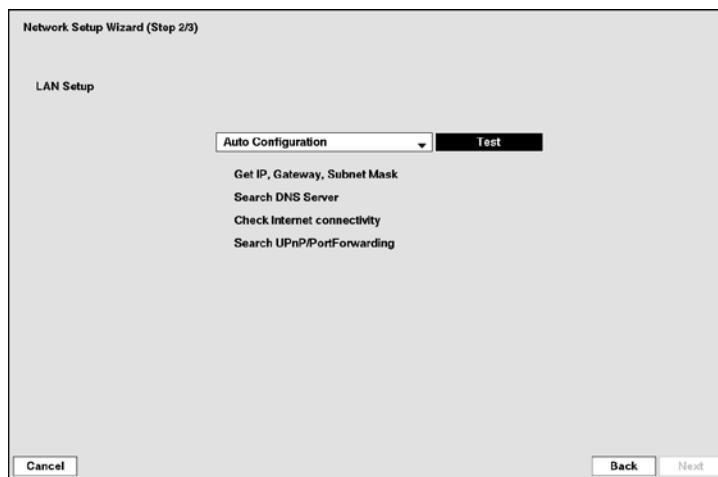 Network Setup Wizard (Step 2/3)
LAN Setup
Auto Configuration Test
Get IP, Gateway, Subnet Mask
Search DNS Server
Check Internet connectivity
Search UPnP/PortForwarding
Cancel Back Next